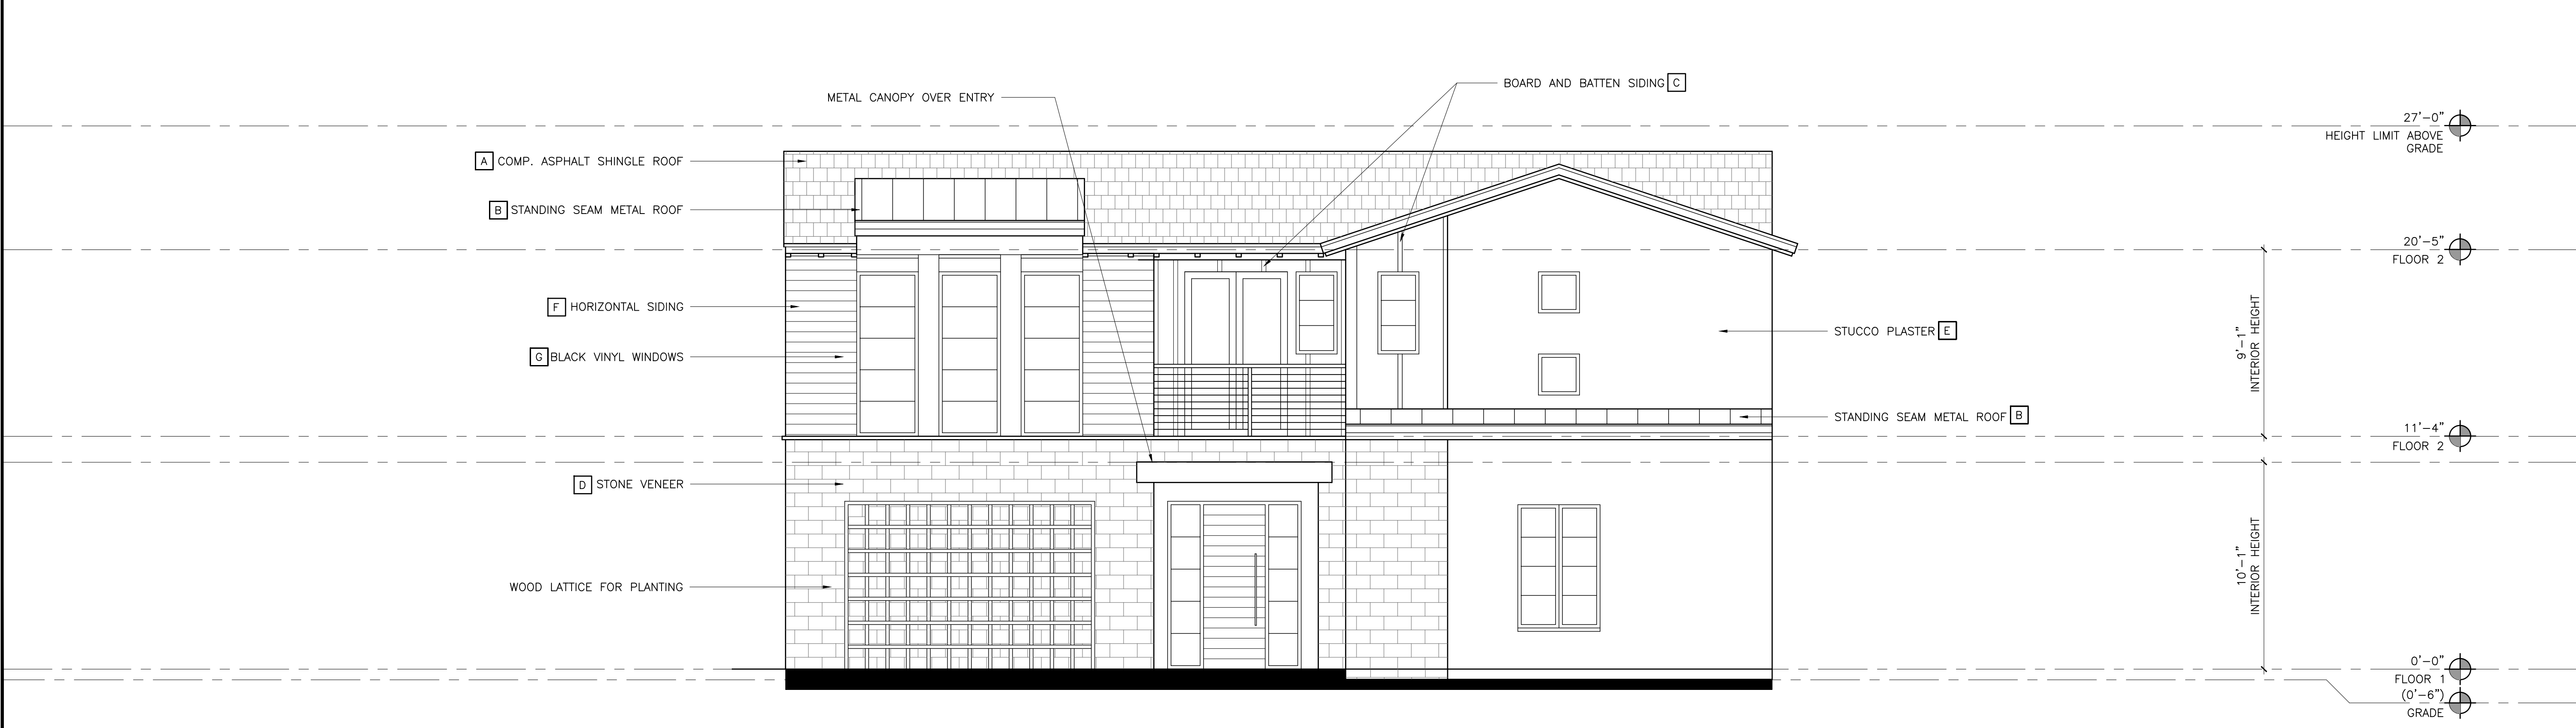 BOARD AND BATTEN SIDING C
METAL CANOPY OVER ENTRY
27'-0"
HEIGHT LIMIT ABOVE
GRADE
A COMP. ASPHALT SHINGLE ROOF
B STANDING SEAM METAL ROOF
20'-5"
FLOOR 2
F HORIZONTAL SIDING
STUCCO PLASTER E
9'-1"
INTERIOR HEIGHT
G BLACK VINYL WINDOWS
STANDING SEAM METAL ROOF B
11'-4"
FLOOR 2
D STONE VENEER
10'-1"
INTERIOR HEIGHT
WOOD LATTICE FOR PLANTING
0'-0"
FLOOR 1
(0'-6")
GRADE